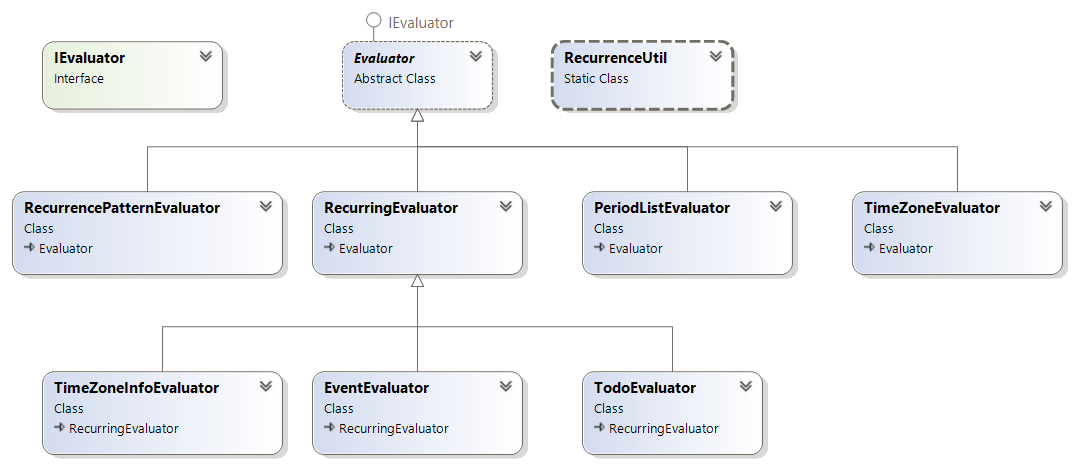 IEvaluator
IEvaluator
Interface
Evaluator
Abstract Class
RecurrenceUtil
Static Class
RecurrencePatternEvaluator
Class
Evaluator
RecurringEvaluator
Class
Evaluator
PeriodListEvaluator
Class
Evaluator
TimeZoneEvaluator
Class
Evaluator
TimeZoneInfoEvaluator
Class
RecurringEvaluator
EventEvaluator
Class
RecurringEvaluator
TodoEvaluator
Class
RecurringEvaluator